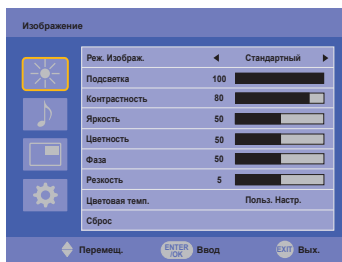 Изображение
Реж. Изображ. Стандартный
Подсветка 100
Контрастность 80
Яркость 50
Цветность 50
Фаза 50
Резкость 5
Цветовая темп. Польз. Настр.
Сброс
Перемещ. ENTER /OK Ввод EXIT Вых.